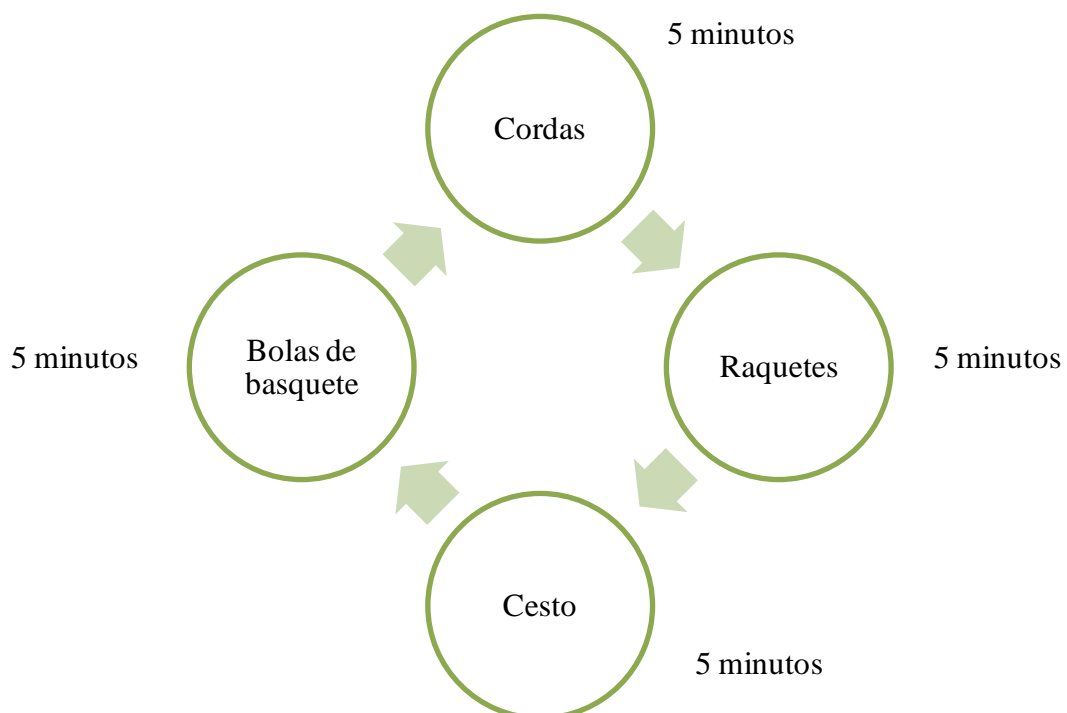 5 minutos
Cordas
Raquetes
5 minutos
Cesto
5 minutos
Bolas de
basquete
5 minutos